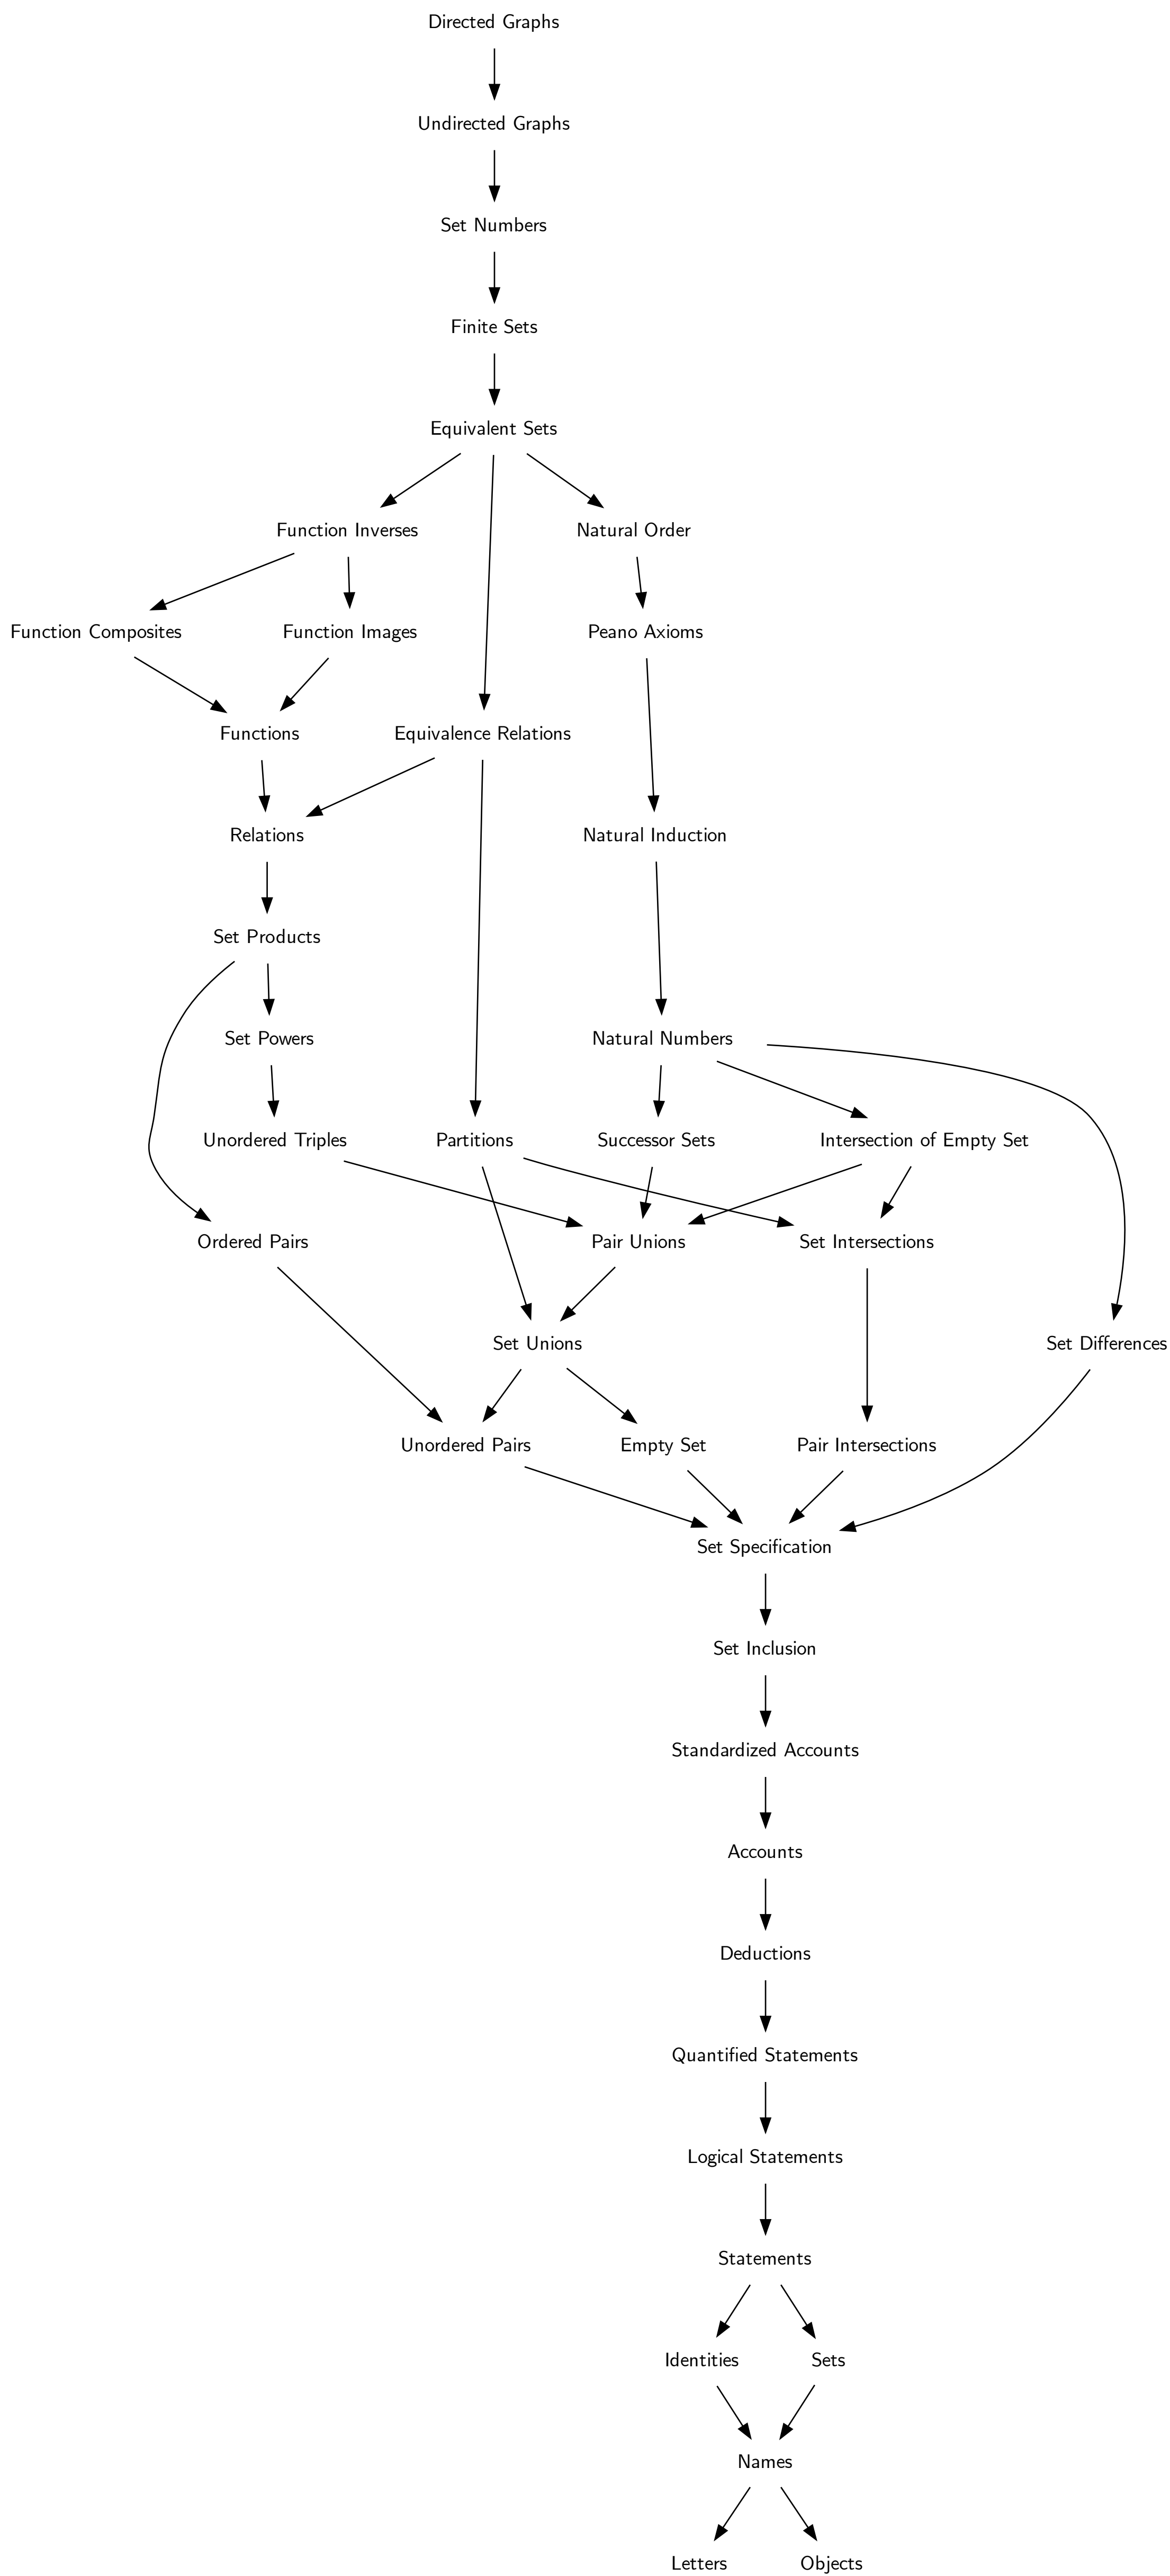 Directed Graphs
Undirected Graphs
Set Numbers
Finite Sets
Equivalent Sets
Function Inverses
Natural Order
Function Composites
Function Images
Peano Axioms
Functions
Equivalence Relations
Relations
Natural Induction
Set Products
Set Powers
Natural Numbers
Unordered Triples
Partitions
Successor Sets
Intersection of Empty Set
Ordered Pairs
Pair Unions
Set Intersections
Set Unions
Set Differences
Unordered Pairs
Empty Set
Pair Intersections
Set Specification
Set Inclusion
Standardized Accounts
Accounts
Deductions
Quantified Statements
Logical Statements
Statements
Identities
Sets
Names
Letters
Objects